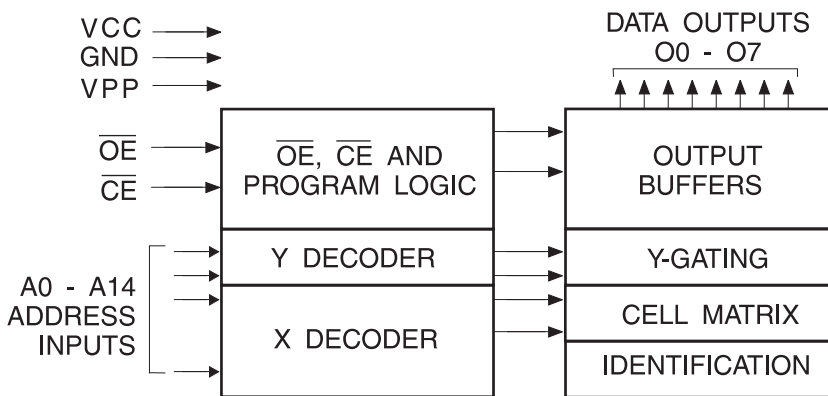 VCC
GND
VPP
OE
CE
A0 - A14
ADDRESS
INPUTS
OE, CE AND
PROGRAM LOGIC
Y DECODER
X DECODER
DATA OUTPUTS
O0 - O7
OUTPUT
BUFFERS
Y-GATING
CELL MATRIX
IDENTIFICATION